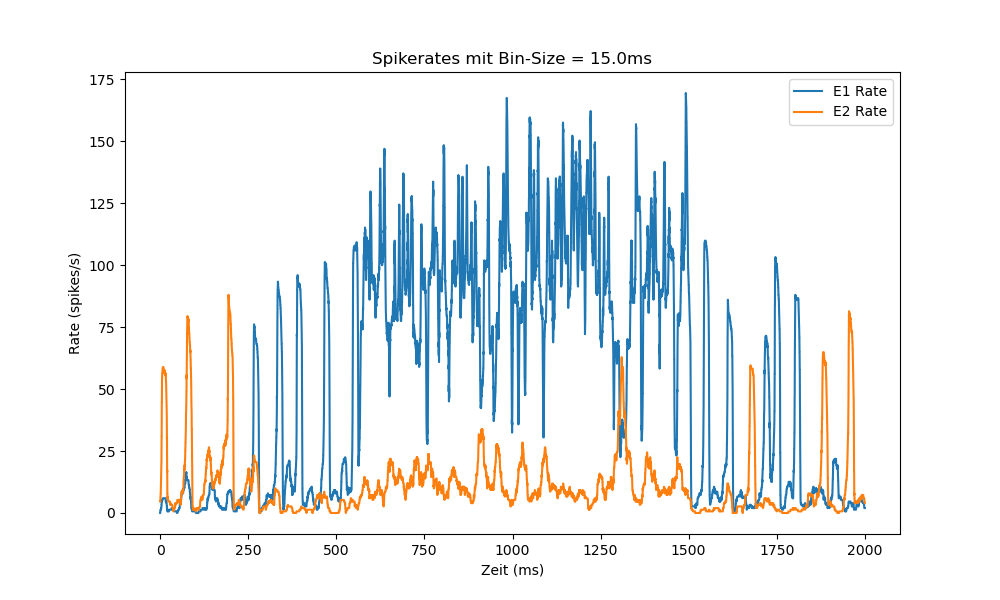 Spikerates mit Bin-Size = 15.0ms
E1 Rate
E2 Rate
Rate (spikes/s)
175
150
125
100
75
50
25
0
0 250 500 750 1000 1250 1500 1750 2000
Zeit (ms)